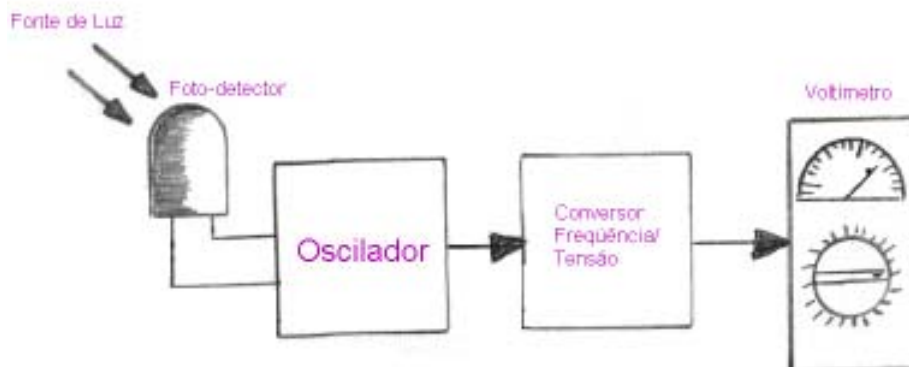 Fonte de Luz
Foto-detector
Voltímetro
Oscilador
Conversor
Freqüência/
Tensão